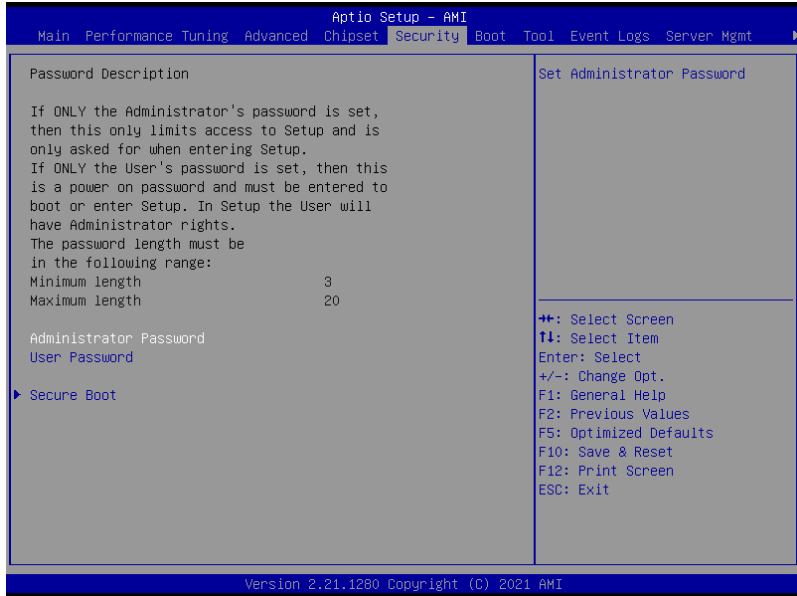 Aptio Setup – AMI
Main Performance Tuning Advanced Chipset Security Boot Tool Event Logs Server Mgmt
Password Description
If ONLY the Administrator's password is set,
then this only limits access to Setup and is
only asked for when entering Setup.
If ONLY the User's password is set, then this
is a power on password and must be entered to
boot or enter Setup. In Setup the User will
have Administrator rights.
The password length must be
in the following range:
Minimum length 3
Maximum length 20
Administrator Password
User Password
Secure Boot
Set Administrator Password
→←: Select Screen
↑↓: Select Item
Enter: Select
+/-: Change Opt.
F1: General Help
F2: Previous Values
F5: Optimized Defaults
F10: Save & Reset
F12: Print Screen
ESC: Exit
Version 2.21.1280 Copyright (C) 2021 AMI